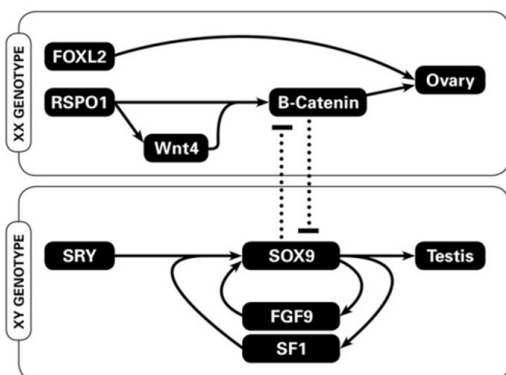 XX GENOTYPE
FOXL2
Ovary
RSPO1
B-Catenin
Wnt4
XY GENOTYPE
SRY
SOX9
Testis
FGF9
SF1